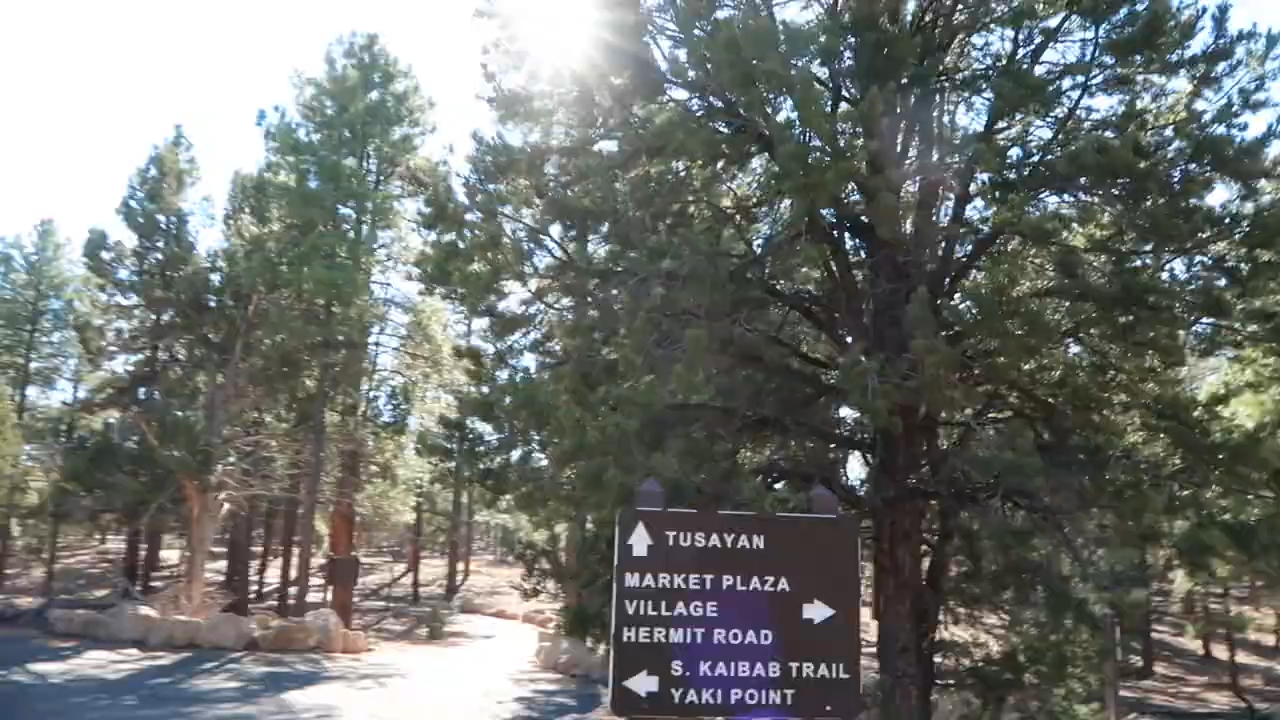 TUSAYAN
MARKET PLAZA
VILLAGE
HERMIT ROAD
S. KAIBAB TRAIL
YAKI POINT